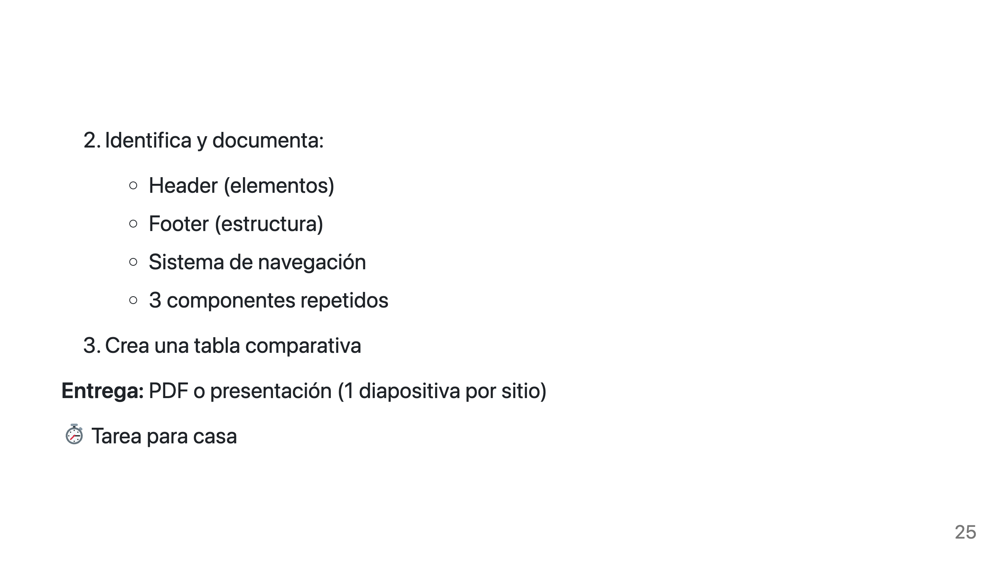 2. Identifica y documenta:
○ Header (elementos)
○ Footer (estructura)
○ Sistema de navegación
○ 3 componentes repetidos
3. Crea una tabla comparativa
Entrega: PDF o presentación (1 diapositiva por sitio)
⏱️ Tarea para casa
25